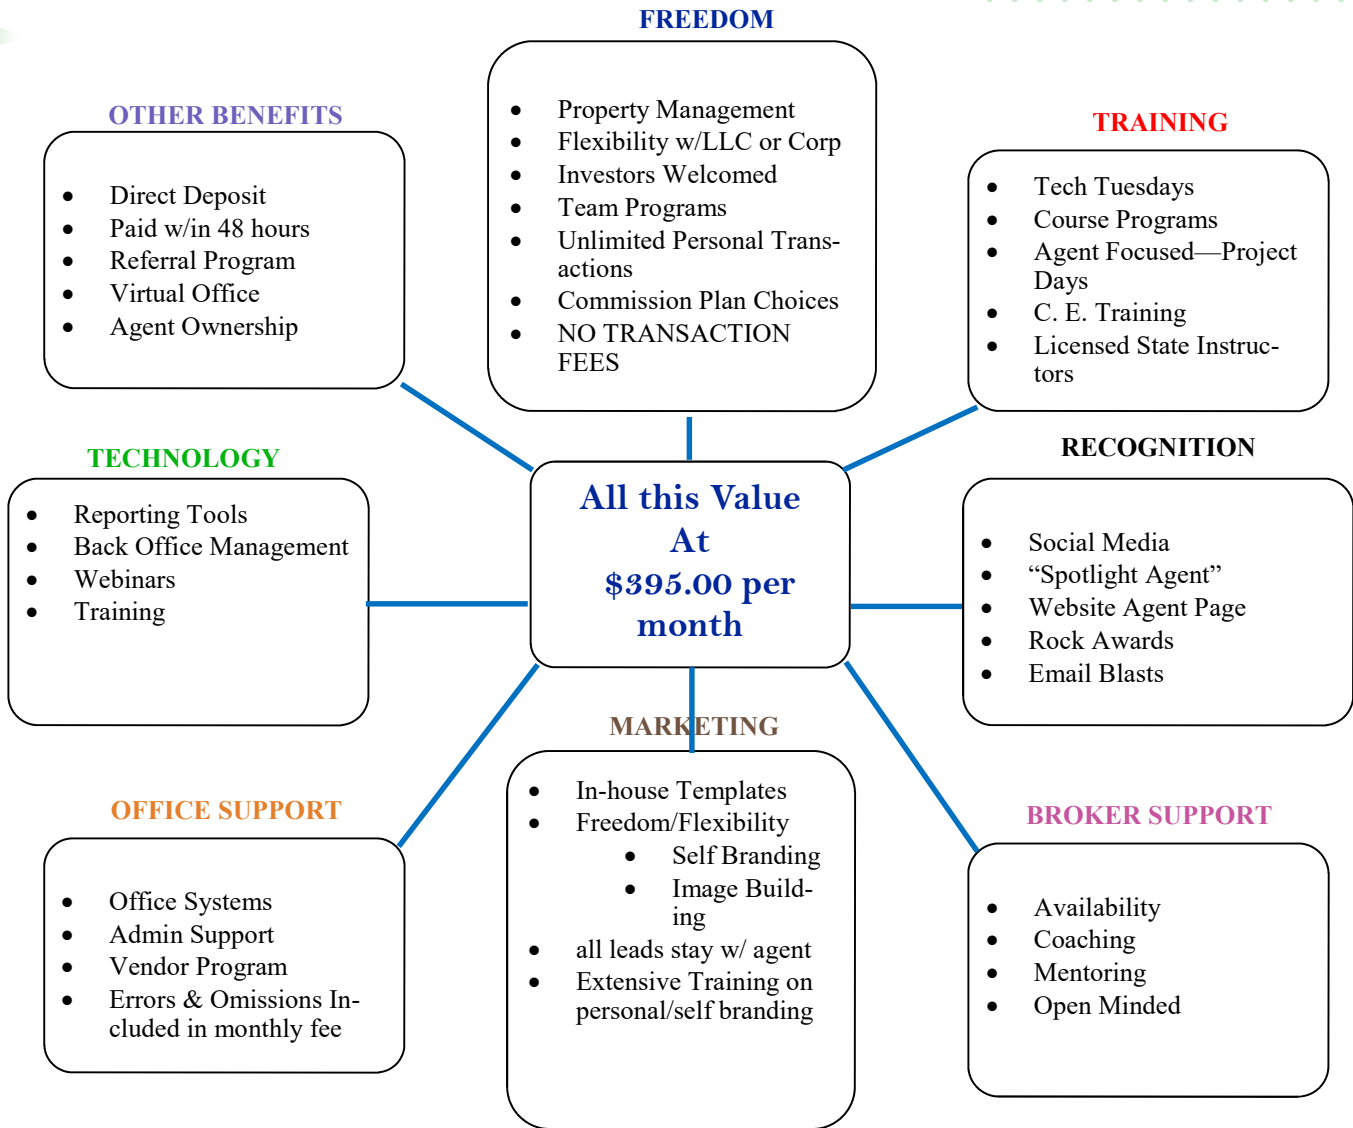 FREEDOM
Property Management
Flexibility w/LLC or Corp
Investors Welcomed
Team Programs
Unlimited Personal Trans-
actions
Commission Plan Choices
NO TRANSACTION
FEES
OTHER BENEFITS
Direct Deposit
Paid w/in 48 hours
Referral Program
Virtual Office
Agent Ownership
TRAINING
Tech Tuesdays
Course Programs
Agent Focused—Project
Days
C. E. Training
Licensed State Instruc-
tors
TECHNOLOGY
Reporting Tools
Back Office Management
Webinars
Training
All this Value
At
$395.00 per
month
RECOGNITION
Social Media
“Spotlight Agent”
Website Agent Page
Rock Awards
Email Blasts
OFFICE SUPPORT
Office Systems
Admin Support
Vendor Program
Errors & Omissions In-
cluded in monthly fee
MARKETING
In-house Templates
Freedom/Flexibility
Self Branding
Image Build-
ing
all leads stay w/ agent
Extensive Training on
personal/self branding
BROKER SUPPORT
Availability
Coaching
Mentoring
Open Minded